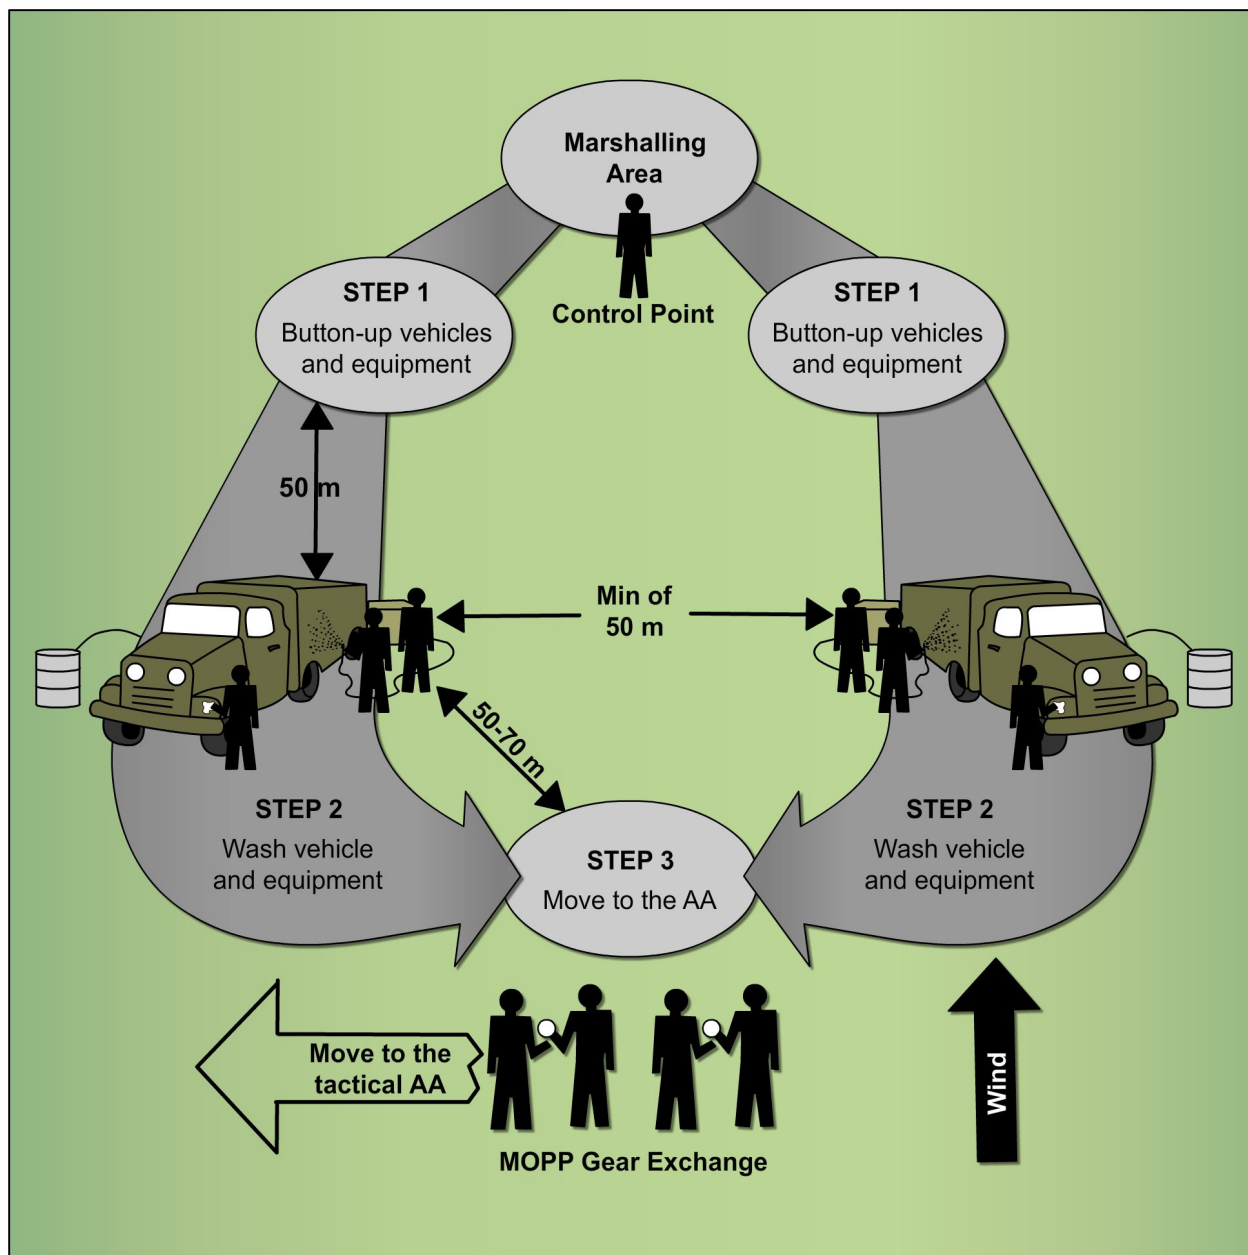 Marshalling
Area
Control Point
STEP 1
Button-up vehicles
and equipment
STEP 1
Button-up vehicles
and equipment
50 m
Min of
50 m
50-70 m
STEP 2
Wash vehicle
and equipment
STEP 2
Wash vehicle
and equipment
STEP 3
Move to the AA
Move to the
tactical AA
MOPP Gear Exchange
Wind